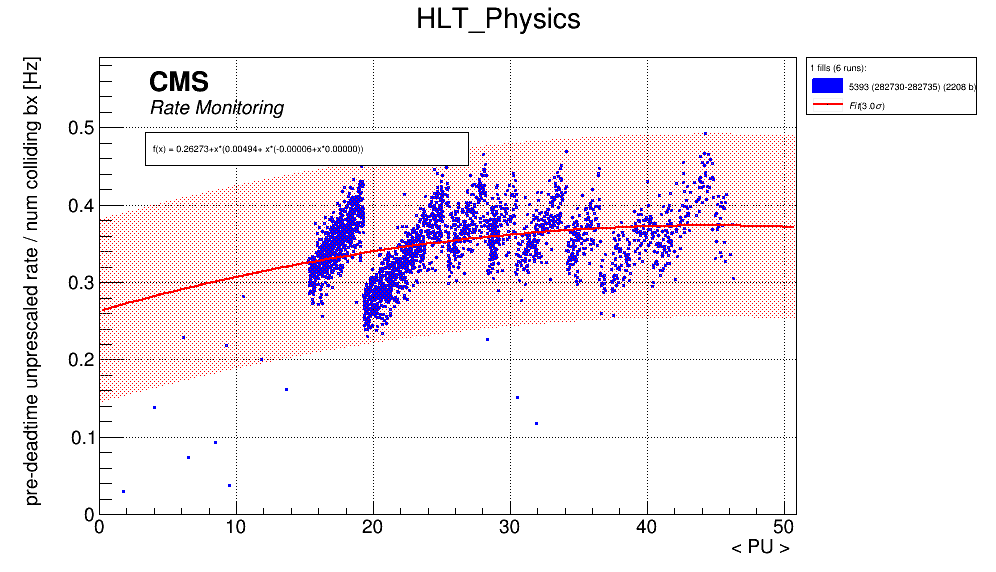 HLT_Physics
CMS
Rate Monitoring
f(x) = 0.26273+x*(0.00494+ x*(-0.00006+x*0.00000))
1 fills (6 runs):
5393 (282730-282735) (2208 b)
Fit(3.0σ)
pre-deadtime unprescaled rate / num colliding bx [Hz]
0.5
0.4
0.3
0.2
0.1
0
0 10 20 30 40 50
< PU >